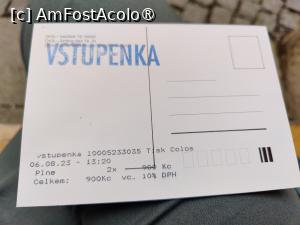 [c] AmFostAcolo®
VSTUPENKA
vstupenka 10005233035 Tisk Colos
06.08.23 - 13:20
Plne 2x 900 Kc
Celkem: 900Kc vc. 10% DPH